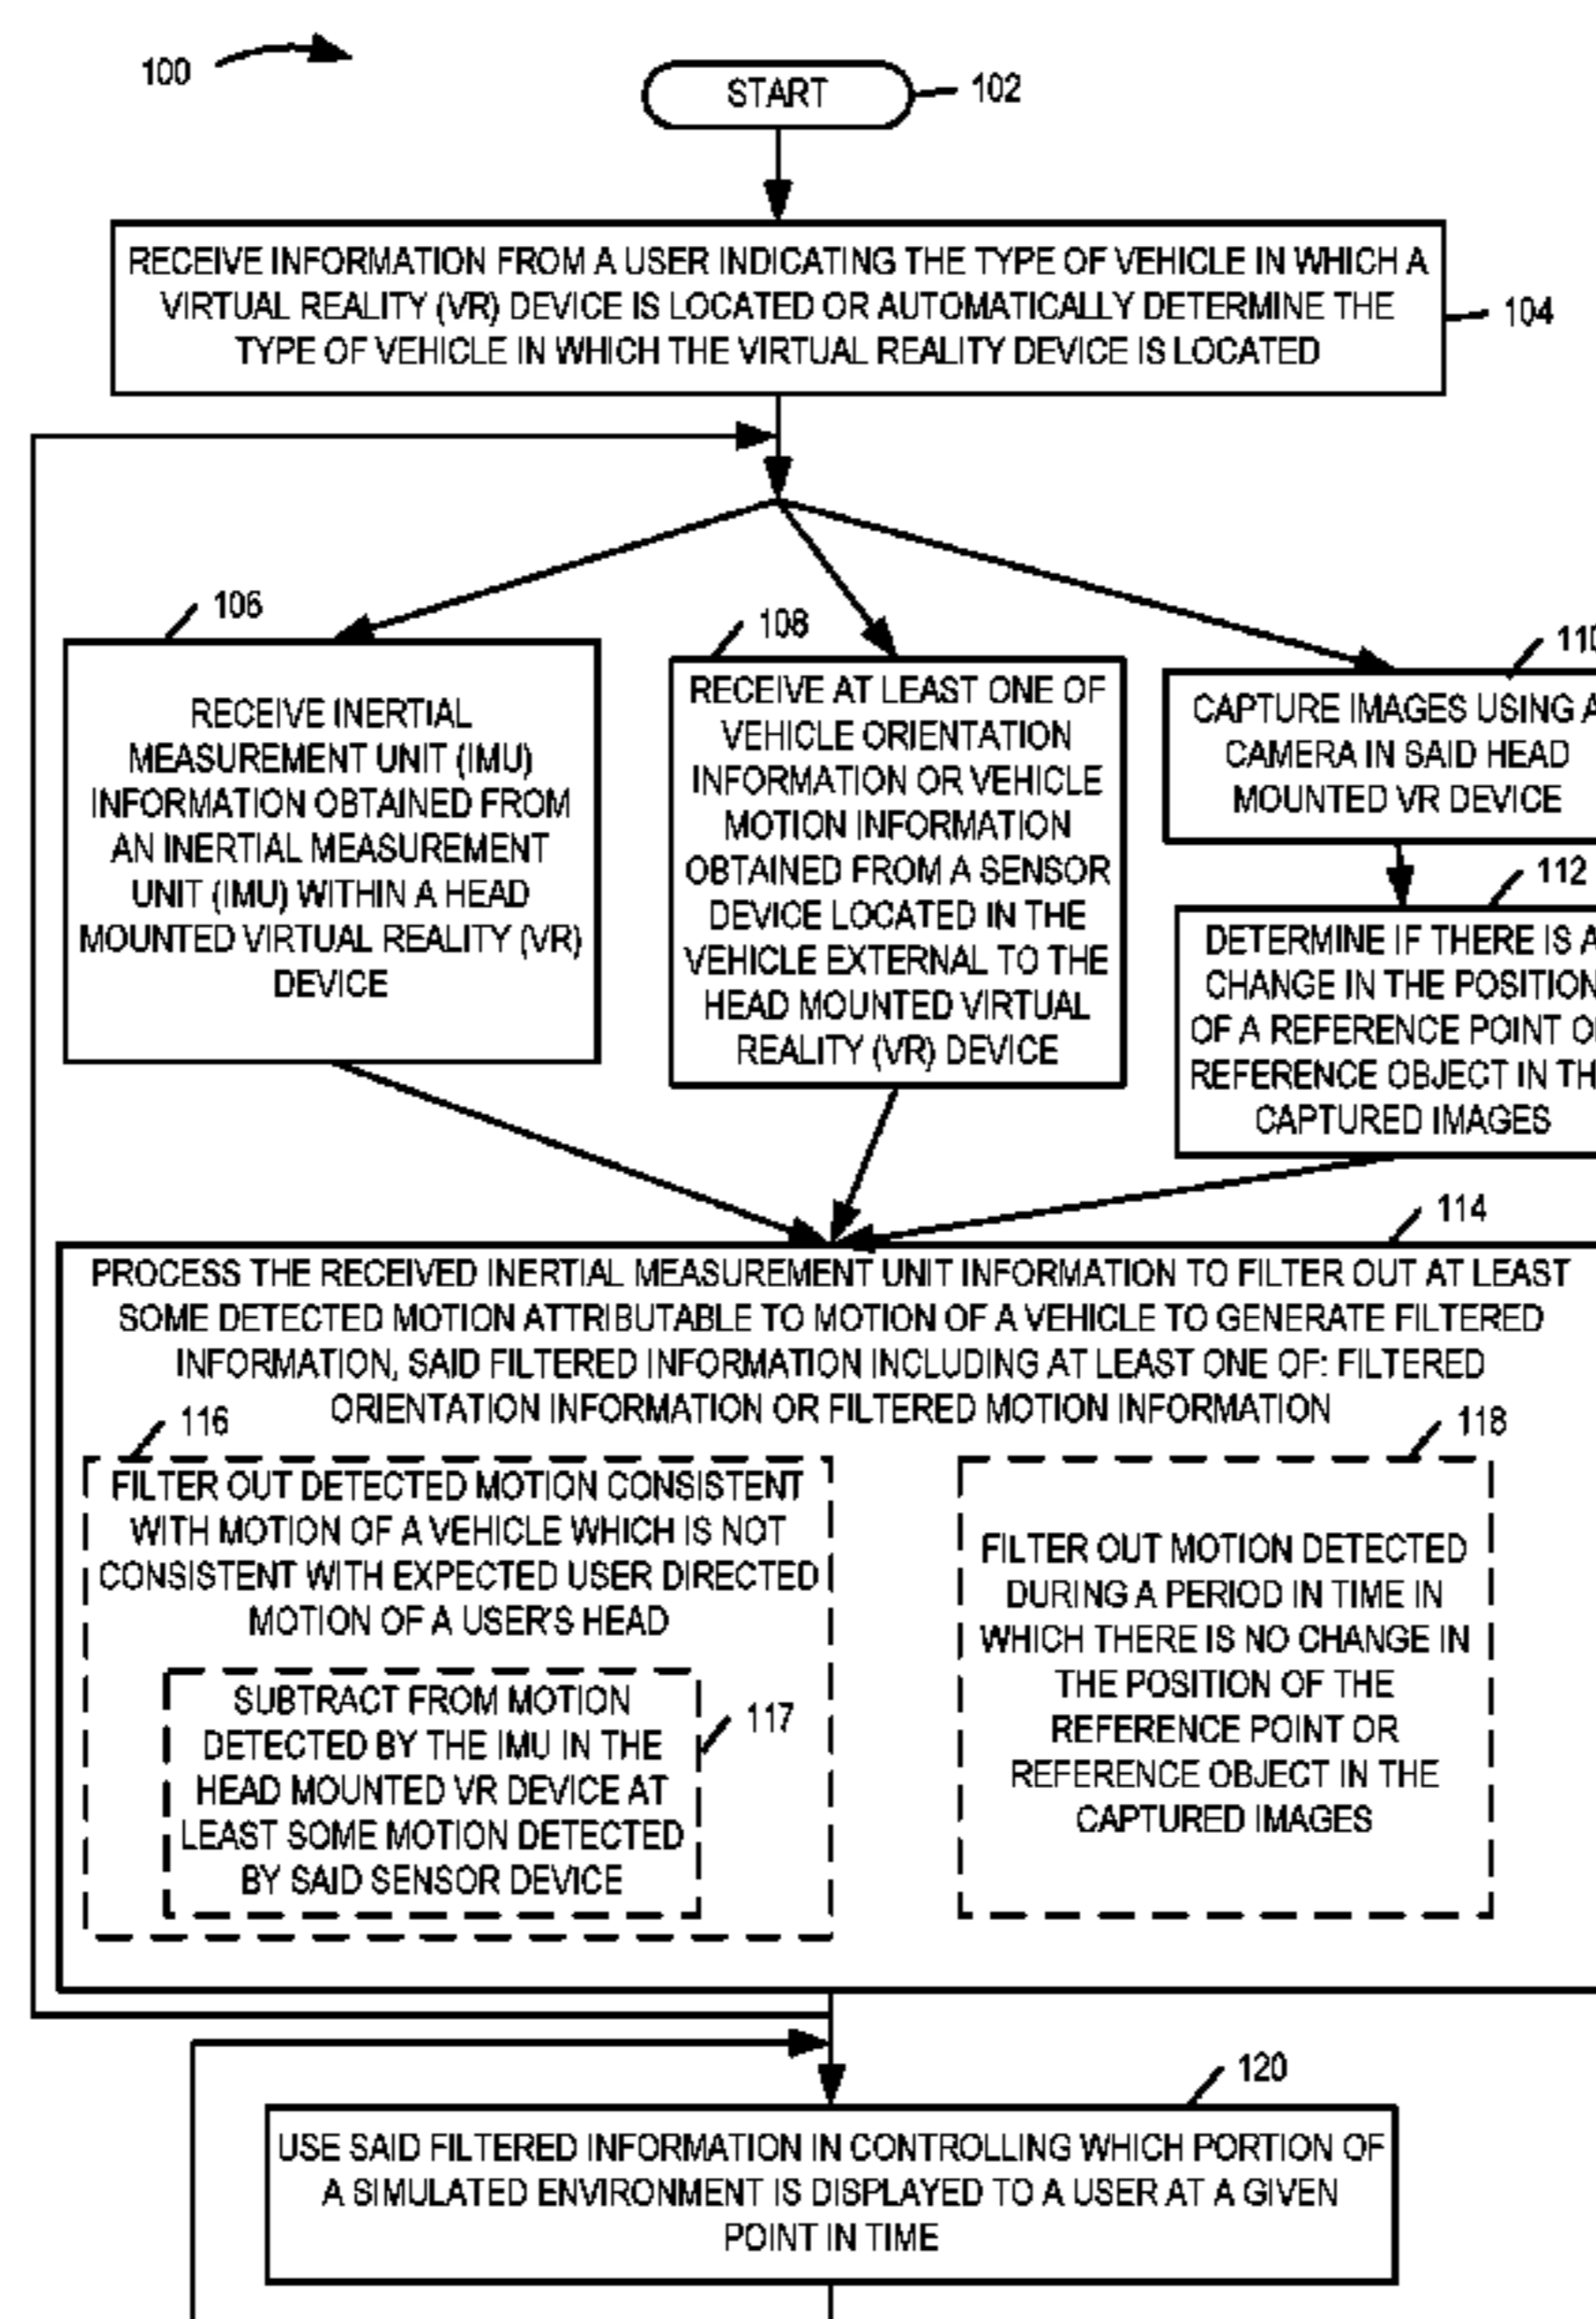 100
START
102
RECEIVE INFORMATION FROM A USER INDICATING THE TYPE OF VEHICLE IN WHICH A
VIRTUAL REALITY (VR) DEVICE IS LOCATED OR AUTOMATICALLY DETERMINE THE
TYPE OF VEHICLE IN WHICH THE VIRTUAL REALITY DEVICE IS LOCATED
104
106
RECEIVE INERTIAL
MEASUREMENT UNIT (IMU)
INFORMATION OBTAINED FROM
AN INERTIAL MEASUREMENT
UNIT (IMU) WITHIN A HEAD
MOUNTED VIRTUAL REALITY (VR)
DEVICE
108
RECEIVE AT LEAST ONE OF
VEHICLE ORIENTATION
INFORMATION OR VEHICLE
MOTION INFORMATION
OBTAINED FROM A SENSOR
DEVICE LOCATED IN THE
VEHICLE EXTERNAL TO THE
HEAD MOUNTED VIRTUAL
REALITY (VR) DEVICE
110
CAPTURE IMAGES USING A
CAMERA IN SAID HEAD
MOUNTED VR DEVICE
112
DETERMINE IF THERE IS A
CHANGE IN THE POSITION
OF A REFERENCE POINT
REFERENCE OBJECT IN
CAPTURED IMAGES
114
PROCESS THE RECEIVED INERTIAL MEASUREMENT UNIT INFORMATION TO FILTER OUT AT LEAST
SOME DETECTED MOTION ATTRIBUTABLE TO MOTION OF A VEHICLE TO GENERATE FILTERED
INFORMATION, SAID FILTERED INFORMATION INCLUDING AT LEAST ONE OF: FILTERED
ORIENTATION INFORMATION OR FILTERED MOTION INFORMATION
116
FILTER OUT DETECTED MOTION CONSISTENT
WITH MOTION OF A VEHICLE WHICH IS NOT
CONSISTENT WITH EXPECTED USER DIRECTED
MOTION OF A USER'S HEAD
SUBTRACT FROM MOTION
DETECTED BY THE IMU IN THE
HEAD MOUNTED VR DEVICE AT
LEAST SOME MOTION DETECTED
BY SAID SENSOR DEVICE
117
118
FILTER OUT MOTION DETECTED
DURING A PERIOD IN TIME IN
WHICH THERE IS NO CHANGE IN
THE POSITION OF THE
REFERENCE POINT OR
REFERENCE OBJECT IN THE
CAPTURED IMAGES
120
USE SAID FILTERED INFORMATION IN CONTROLLING WHICH PORTION OF
A SIMULATED ENVIRONMENT IS DISPLAYED TO A USER AT A GIVEN
POINT IN TIME